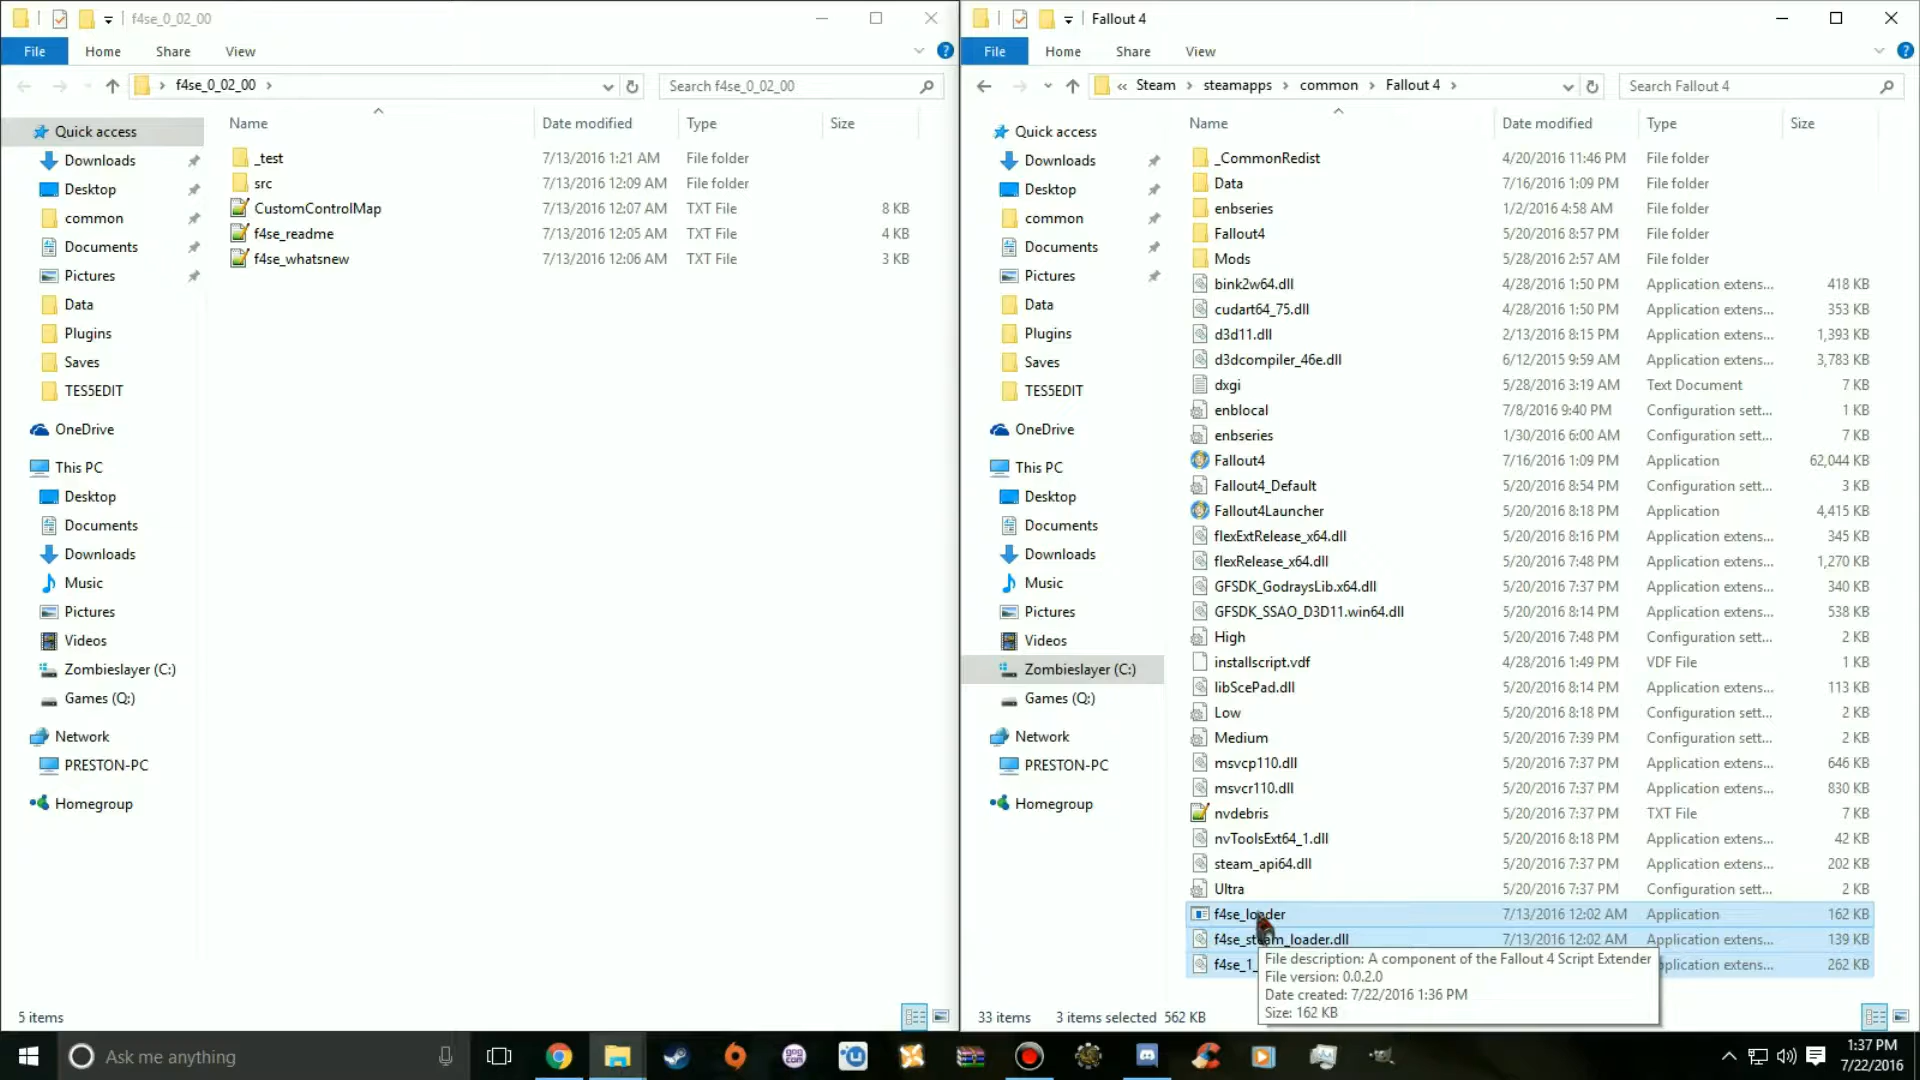 f4se_0_02_00
File Home Share View
f4se_0_02_00
Search f4se_0_02_00
Quick access
Downloads
Desktop
common
Documents
Pictures
Data
Plugins
Saves
TES5EDIT
OneDrive
This PC
Desktop
Documents
Downloads
Music
Pictures
Videos
Zombieslayer (C:)
Games (Q:)
Network
PRESTON-PC
Homegroup
Name Date modified Type Size
_test 7/13/2016 1:21 AM File folder
src 7/13/2016 12:09 AM File folder
CustomControlMap 7/13/2016 12:07 AM TXT File 8 KB
f4se_readme 7/13/2016 12:05 AM TXT File 4 KB
f4se_whatsnew 7/13/2016 12:06 AM TXT File 3 KB
5 items
Fallout 4
File Home Share View
« Steam steamapps common Fallout 4
Search Fallout 4
Quick access
Downloads
Desktop
common
Documents
Pictures
Data
Plugins
Saves
TES5EDIT
OneDrive
This PC
Desktop
Documents
Downloads
Music
Pictures
Videos
Zombieslayer (C:)
Games (Q:)
Network
PRESTON-PC
Homegroup
Name Date modified Type Size
_CommonRedist 4/20/2016 11:46 PM File folder
Data 7/16/2016 1:09 PM File folder
enbseries 1/2/2016 4:58 AM File folder
Fallout4 5/20/2016 8:57 PM File folder
Mods 5/28/2016 2:57 AM File folder
bink2w64.dll 4/28/2016 1:50 PM Application extens... 418 KB
cudart64_75.dll 4/28/2016 1:50 PM Application extens... 353 KB
d3d11.dll 2/13/2016 8:15 PM Application extens... 1,393 KB
d3dcompiler_46e.dll 6/12/2015 9:59 AM Application extens... 3,783 KB
dxgi 5/28/2016 3:19 AM Text Document 7 KB
enblocal 7/8/2016 9:40 PM Configuration sett... 1 KB
enbseries 1/30/2016 6:00 AM Configuration sett... 7 KB
Fallout4 7/16/2016 1:09 PM Application 62,044 KB
Fallout4_Default 5/20/2016 8:54 PM Configuration sett... 3 KB
Fallout4Launcher 5/20/2016 8:18 PM Application 4,415 KB
flexExtRelease_x64.dll 5/20/2016 8:16 PM Application extens... 345 KB
flexRelease_x64.dll 5/20/2016 7:48 PM Application extens... 1,270 KB
GFSDK_GodraysLib.x64.dll 5/20/2016 7:37 PM Application extens... 340 KB
GFSDK_SSAO_D3D11.win64.dll 5/20/2016 8:14 PM Application extens... 538 KB
High 5/20/2016 7:48 PM Configuration sett... 2 KB
installscript.vdf 4/28/2016 1:49 PM VDF File 1 KB
libScePad.dll 5/20/2016 8:14 PM Application extens... 113 KB
Low 5/20/2016 8:18 PM Configuration sett... 2 KB
Medium 5/20/2016 7:39 PM Configuration sett... 2 KB
msvcp110.dll 5/20/2016 7:37 PM Application extens... 646 KB
msvcr110.dll 5/20/2016 7:37 PM Application extens... 830 KB
nvdebris 5/20/2016 7:37 PM TXT File 7 KB
nvToolsExt64_1.dll 5/20/2016 8:18 PM Application extens... 42 KB
steam_api64.dll 5/20/2016 7:37 PM Application extens... 202 KB
Ultra 5/20/2016 7:37 PM Configuration sett... 2 KB
f4se_loader 7/13/2016 12:02 AM Application 162 KB
f4se_steam_loader.dll 7/13/2016 12:02 AM Application extens... 139 KB
f4se_1_ plication extens... 262 KB
File description: A component of the Fallout 4 Script Extender
File version: 0.0.2.0
Date created: 7/22/2016 1:36 PM
Size: 162 KB
33 items 3 items selected 562 KB
Ask me anything
1:37 PM
7/22/2016